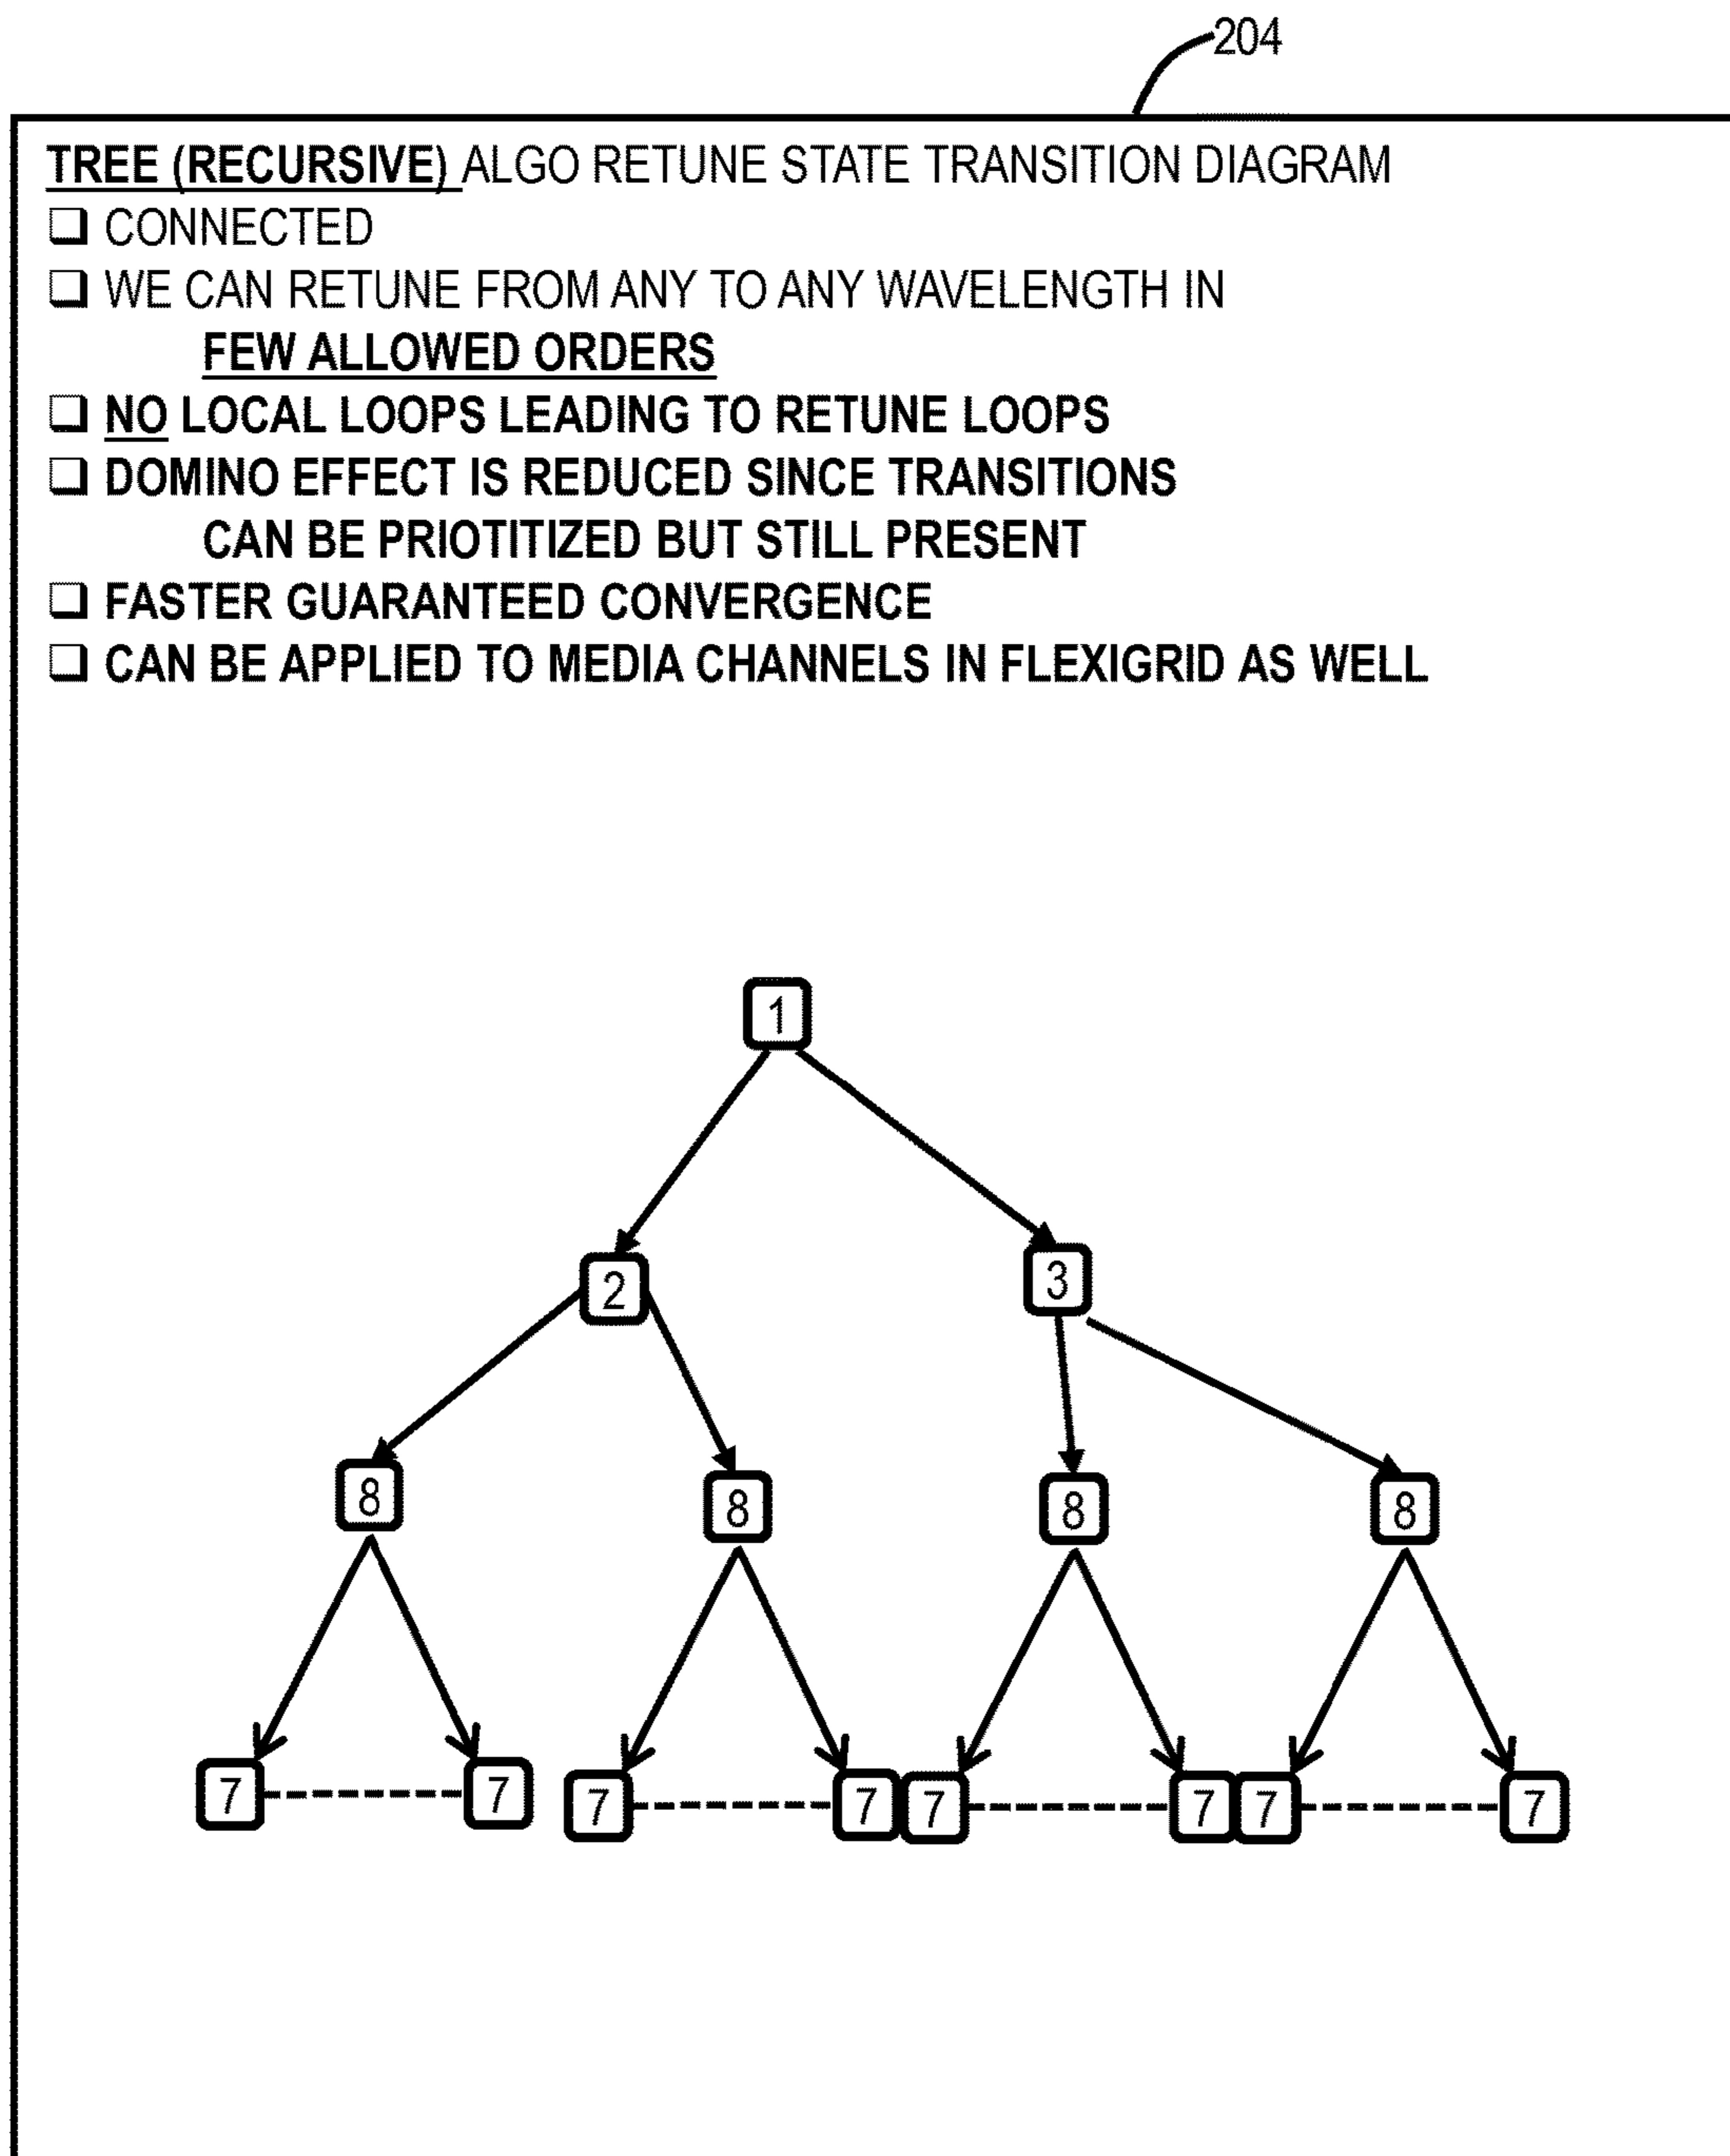 204
TREE (RECURSIVE) ALGO RETUNE STATE TRANSITION DIAGRAM
❑ CONNECTED
❑ WE CAN RETUNE FROM ANY TO ANY WAVELENGTH IN
FEW ALLOWED ORDERS
❑ NO LOCAL LOOPS LEADING TO RETUNE LOOPS
❑ DOMINO EFFECT IS REDUCED SINCE TRANSITIONS
CAN BE PRIOTITIZED BUT STILL PRESENT
❑ FASTER GUARANTEED CONVERGENCE
❑ CAN BE APPLIED TO MEDIA CHANNELS IN FLEXIGRID AS WELL
1
2 3
8 8 8 8
7 7 7 7 7 7 7 7